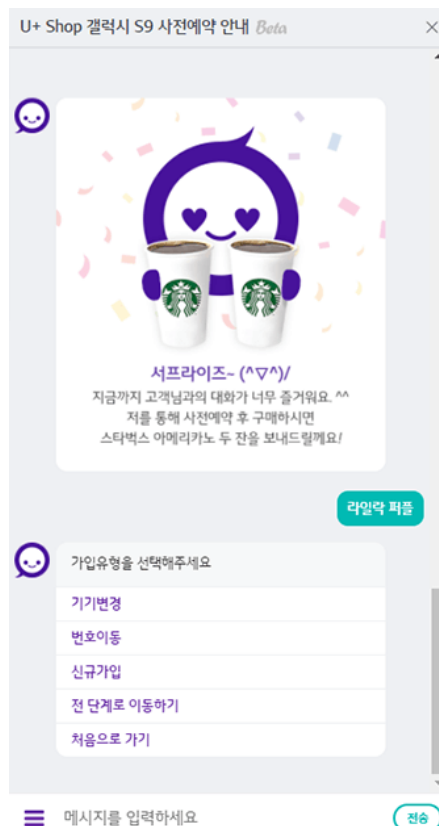 U+ Shop 갤럭시 S9 사전예약 안내 Beta
서프라이즈~ (^▽^)/
지금까지 고객님과의 대화가 너무 즐거워요. ^^
저를 통해 사전예약 후 구매하시면
스타벅스 아메리카노 두 잔을 보내드릴께요!
라일락 퍼플
가입유형을 선택해주세요
기기변경
번호이동
신규가입
전 단계로 이동하기
처음으로 가기
메시지를 입력하세요
전송